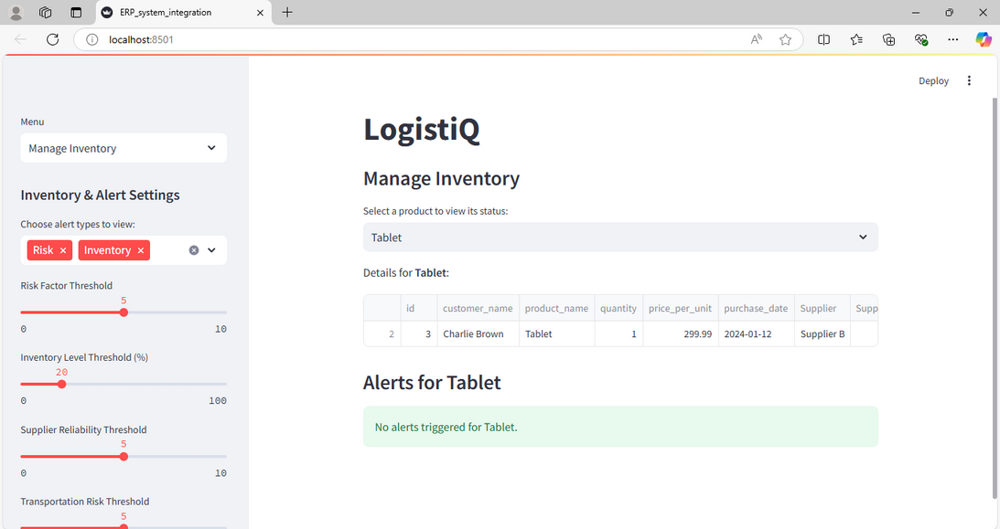 ERP_system_integration
localhost:8501
Deploy
Menu
Manage Inventory
Inventory & Alert Settings
Choose alert types to view:
Risk Inventory
Risk Factor Threshold
5
0 10
Inventory Level Threshold (%)
20
0 100
Supplier Reliability Threshold
5
0 10
Transportation Risk Threshold
5
LogistiQ
Manage Inventory
Select a product to view its status:
Tablet
Details for Tablet:
id customer_name product_name quantity price_per_unit purchase_date Supplier Supp
2 3 Charlie Brown Tablet 1 299.99 2024-01-12 Supplier B
Alerts for Tablet
No alerts triggered for Tablet.